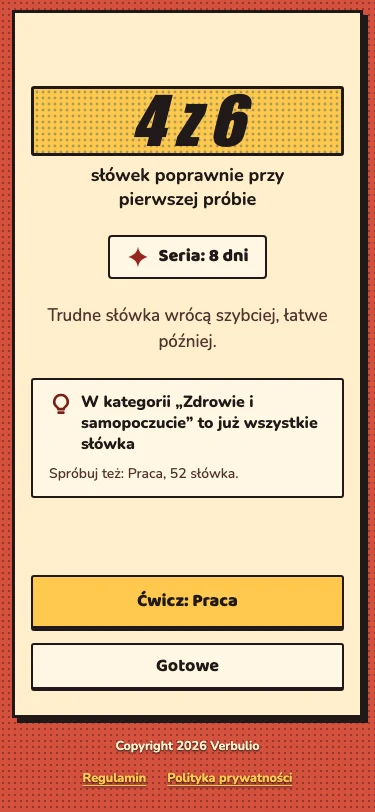 4 z 6
słówek poprawnie przy
pierwszej próbie
Seria: 8 dni
Trudne słówka wrócą szybciej, łatwe
później.
W kategorii „Zdrowie i
samopoczucie” to już wszystkie
słówka
Spróbuj też: Praca, 52 słówka.
Ćwicz: Praca
Gotowe
Copyright 2026 Verbulio
Regulamin Polityka prywatności